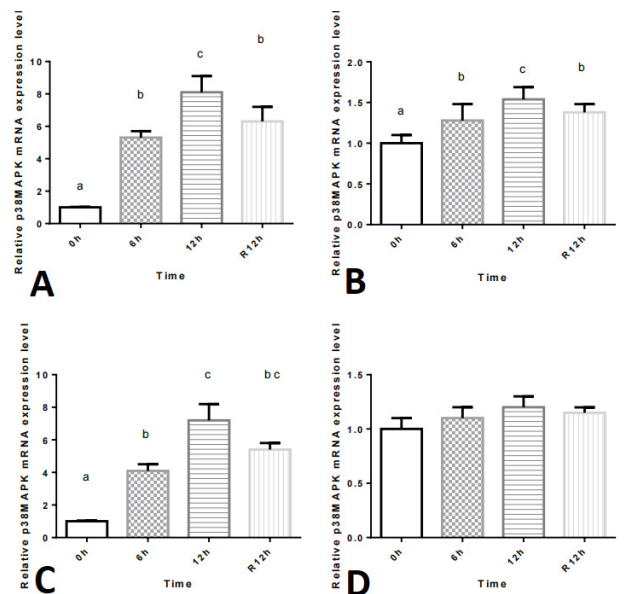 Relative p38MAPK mRNA expression level
10
8
6
4
2
0
a
b
c
b
0h
6h
12h
R12h
Time
A
Relative p38MAPK mRNA expression level
2.0
1.5
1.0
0.5
0.0
a
b
c
b
0h
6h
12h
R12h
Time
B
Relative p38MAPK mRNA expression level
10
8
6
4
2
0
a
b
c
b c
0h
6h
12h
R12h
Time
C
Relative p38MAPK mRNA expression level
1.5
1.0
0.5
0.0
0h
6h
12h
R12h
Time
D